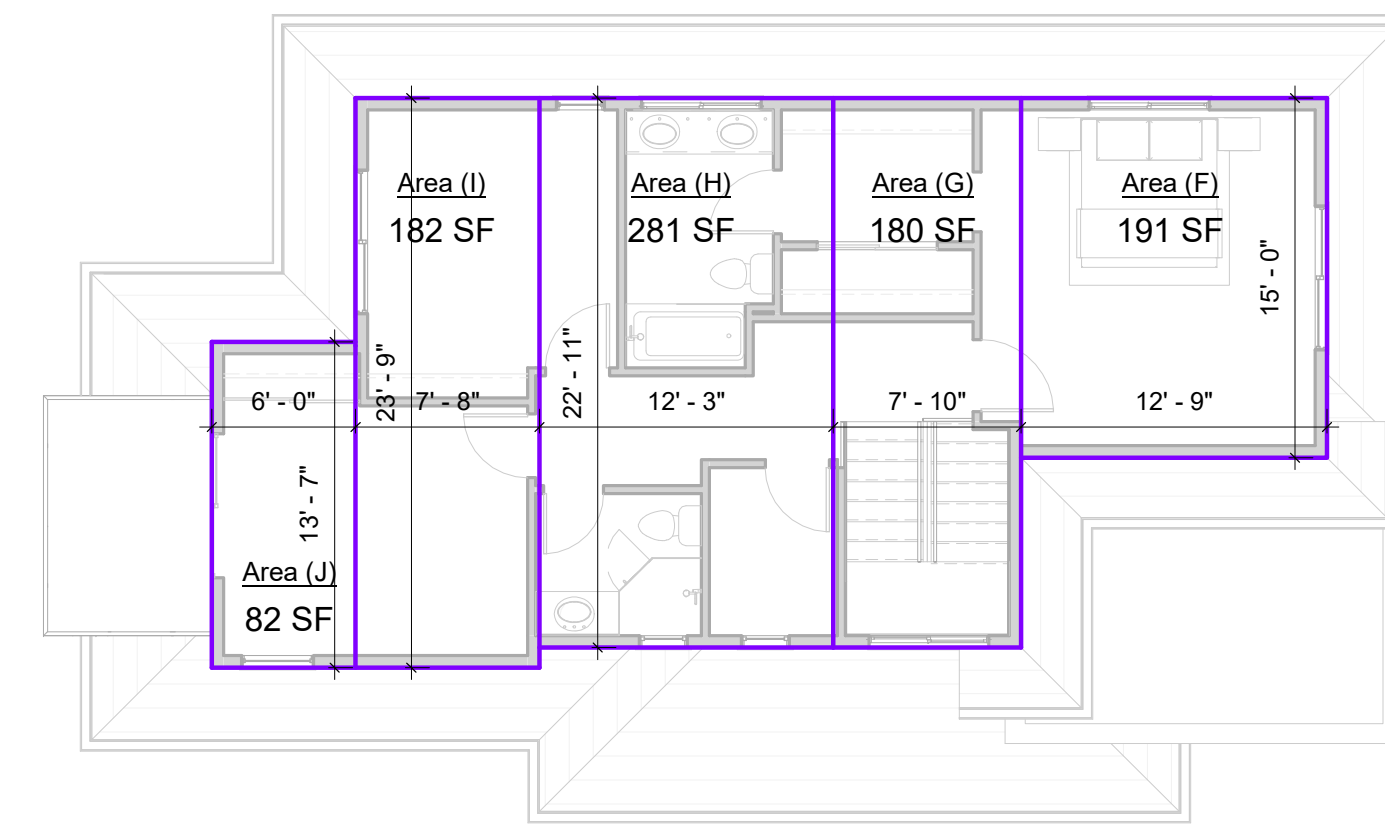 Area (I)
182 SF
Area (H)
281 SF
Area (G)
180 SF
Area (F)
191 SF
15' - 0"
23' - 9"
22' - 11"
6' - 0"
7' - 8"
12' - 3"
7' - 10"
12' - 9"
13' - 7"
Area (J)
82 SF